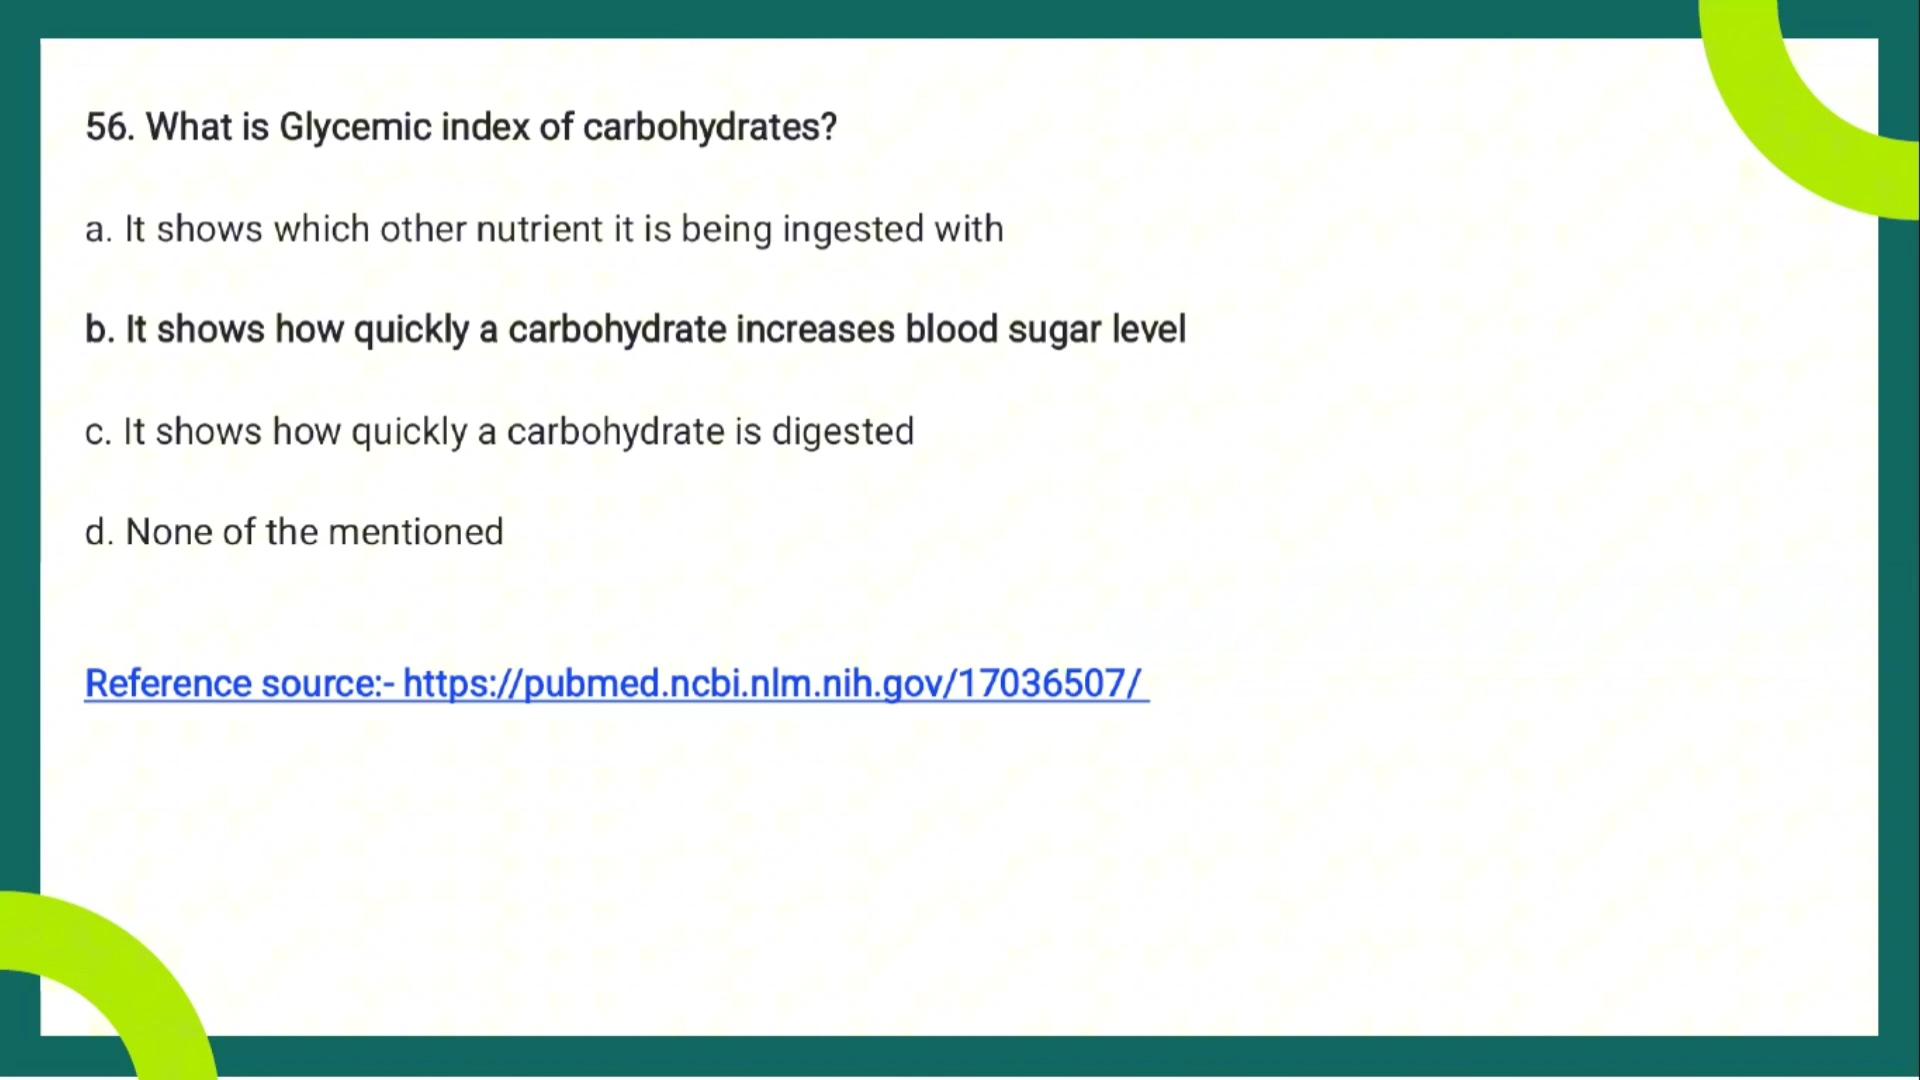 56. What is Glycemic index of carbohydrates?
a. It shows which other nutrient it is being ingested with
b. It shows how quickly a carbohydrate increases blood sugar level
c. It shows how quickly a carbohydrate is digested
d. None of the mentioned
Reference source:- https://pubmed.ncbi.nlm.nih.gov/17036507/